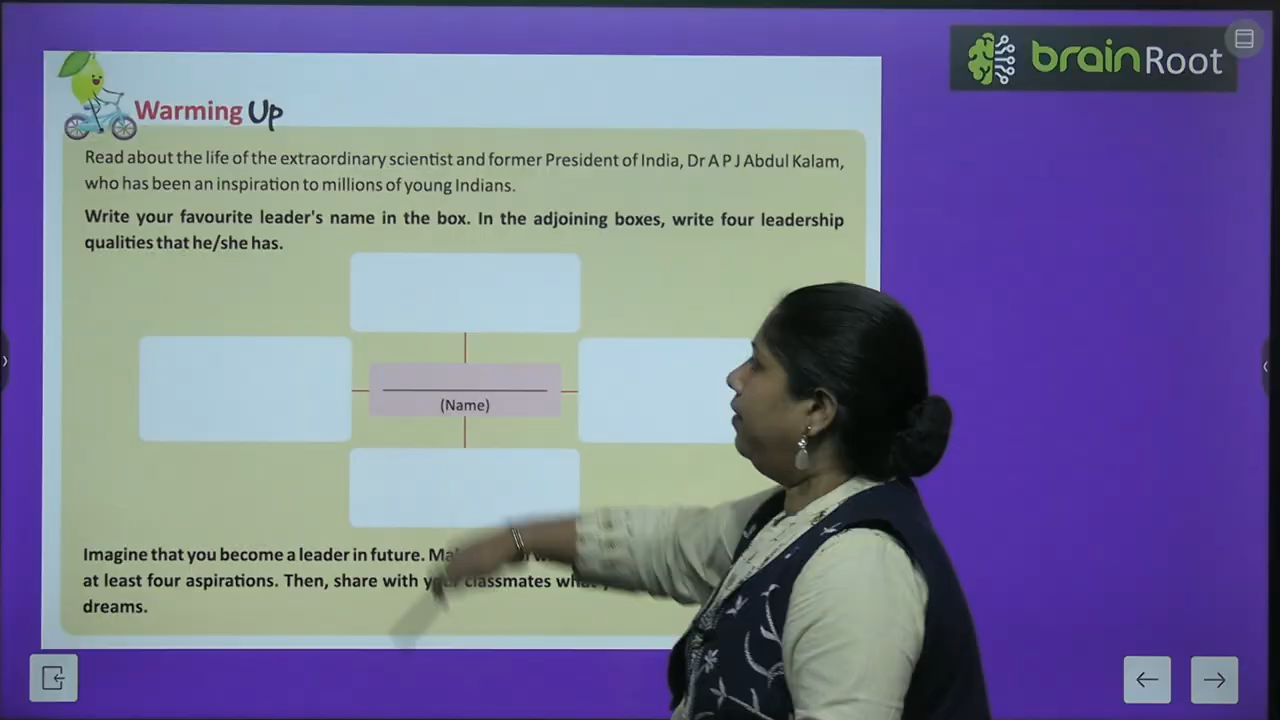 brainRoot
Warming Up
Read about the life of the extraordinary scientist and former President of India, Dr A P J Abdul Kalam,
who has been an inspiration to millions of young Indians.
Write your favourite leader's name in the box. In the adjoining boxes, write four leadership
qualities that he/she has.
(Name)
Imagine that you become a leader in future.
at least four aspirations. Then, share with your classmates
dreams.